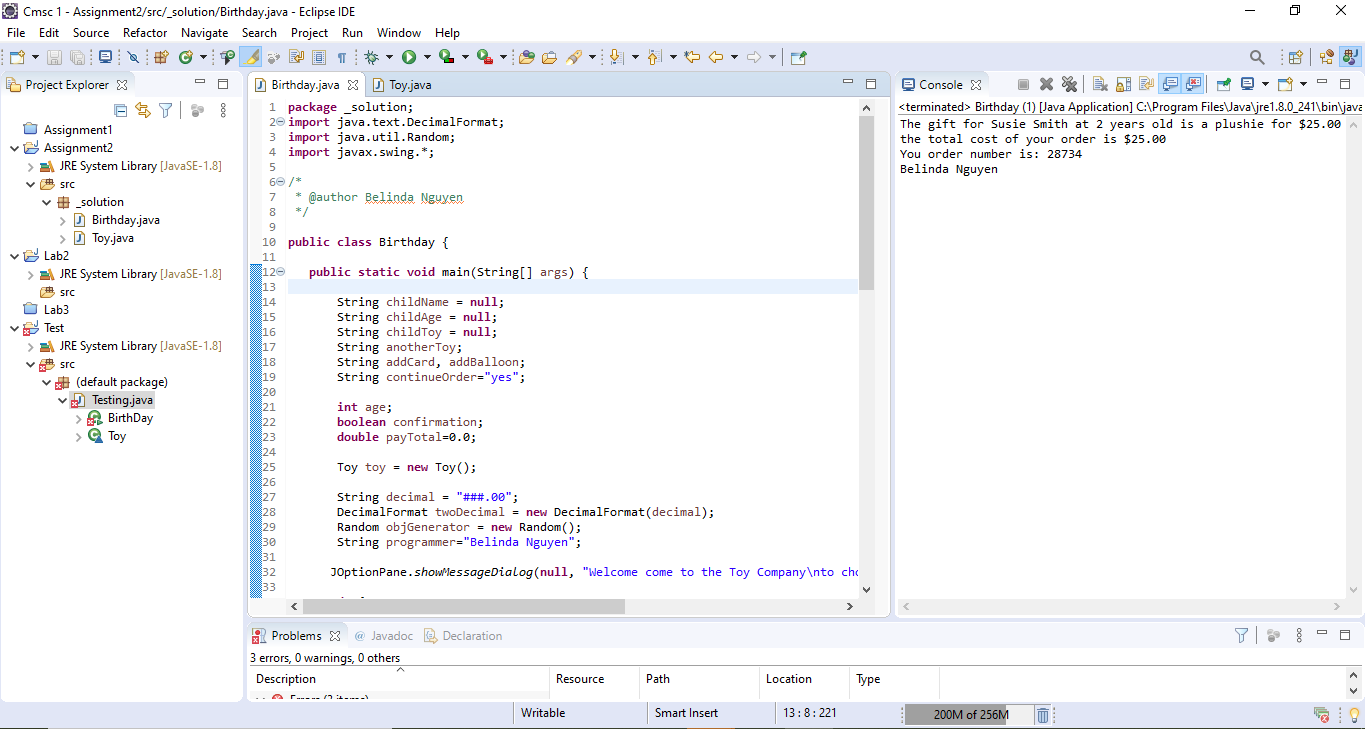 Cmsc 1 - Assignment2/src/_solution/Birthday.java - Eclipse IDE
File Edit Source Refactor Navigate Search Project Run Window Help
Project Explorer
Assignment1
Assignment2
JRE System Library [JavaSE-1.8]
src
_solution
Birthday.java
Toy.java
Lab2
JRE System Library [JavaSE-1.8]
src
Lab3
Test
JRE System Library [JavaSE-1.8]
src
(default package)
Testing.java
BirthDay
Toy
Birthday.java Toy.java
1 package _solution;
2 import java.text.DecimalFormat;
3 import java.util.Random;
4 import javax.swing.*;
5
6 /*
7 * @author Belinda Nguyen
8 */
9
10 public class Birthday {
11
12 public static void main(String[] args) {
13
14 String childName = null;
15 String childAge = null;
16 String childToy = null;
17 String anotherToy;
18 String addCard, addBalloon;
19 String continueOrder="yes";
20
21 int age;
22 boolean confirmation;
23 double payTotal=0.0;
24
25 Toy toy = new Toy();
26
27 String decimal = "###.00";
28 DecimalFormat twoDecimal = new DecimalFormat(decimal);
29 Random objGenerator = new Random();
30 String programmer="Belinda Nguyen";
31
32 JOptionPane.showMessageDialog(null, "Welcome come to the Toy Company\nto cho
33
Console
<terminated> Birthday (1) [Java Application] C:\Program Files\Java\jre1.8.0_241\bin\java
The gift for Susie Smith at 2 years old is a plushie for $25.00
the total cost of your order is $25.00
You order number is: 28734
Belinda Nguyen
Problems @ Javadoc Declaration
3 errors, 0 warnings, 0 others
Description Resource Path Location Type
Errors (3 items)
Writable Smart Insert 13 : 8 : 221 200M of 256M